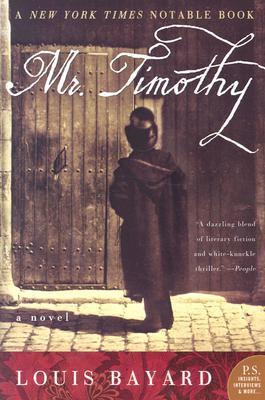 A NEW YORK TIMES NOTABLE BOOK
Mr. Timothy
"A dazzling
blend of literary fiction
and white-knuckle
thriller." —People
a novel
LOUIS BAYARD
P.S.
INSIGHTS,
INTERVIEWS
& MORE...